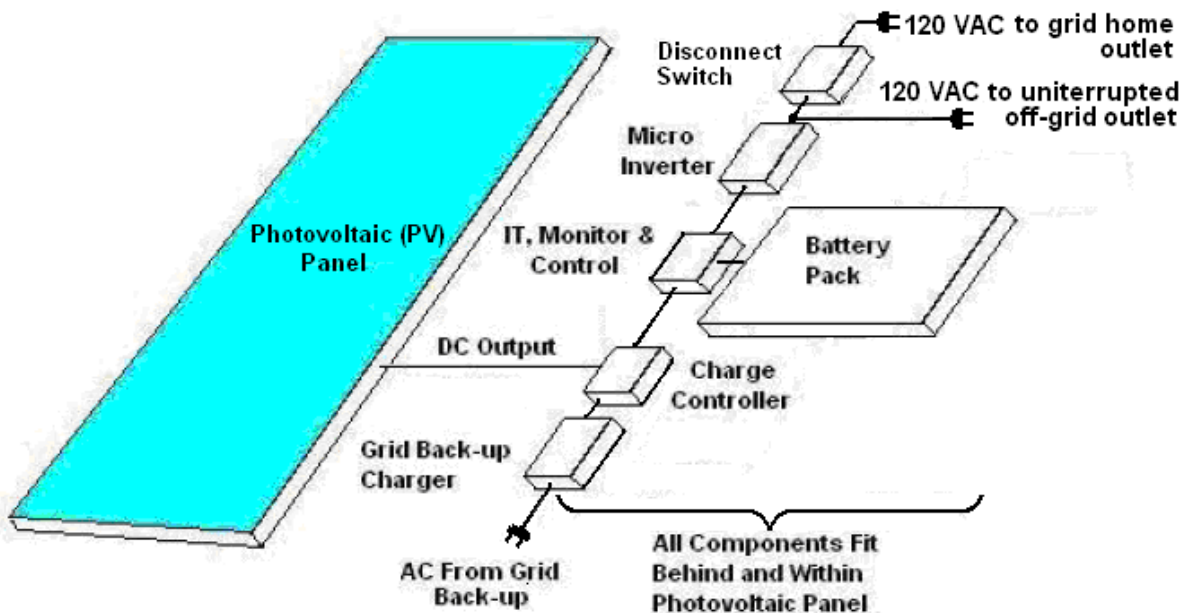 120 VAC to grid home
outlet
Disconnect
Switch
120 VAC to uniterrupted
off-grid outlet
Micro
Inverter
Photovoltaic (PV)
Panel
IT, Monitor &
Control
Battery
Pack
DC Output
Charge
Controller
Grid Back-up
Charger
AC From Grid
Back-up
All Components Fit
Behind and Within
Photovoltaic Panel